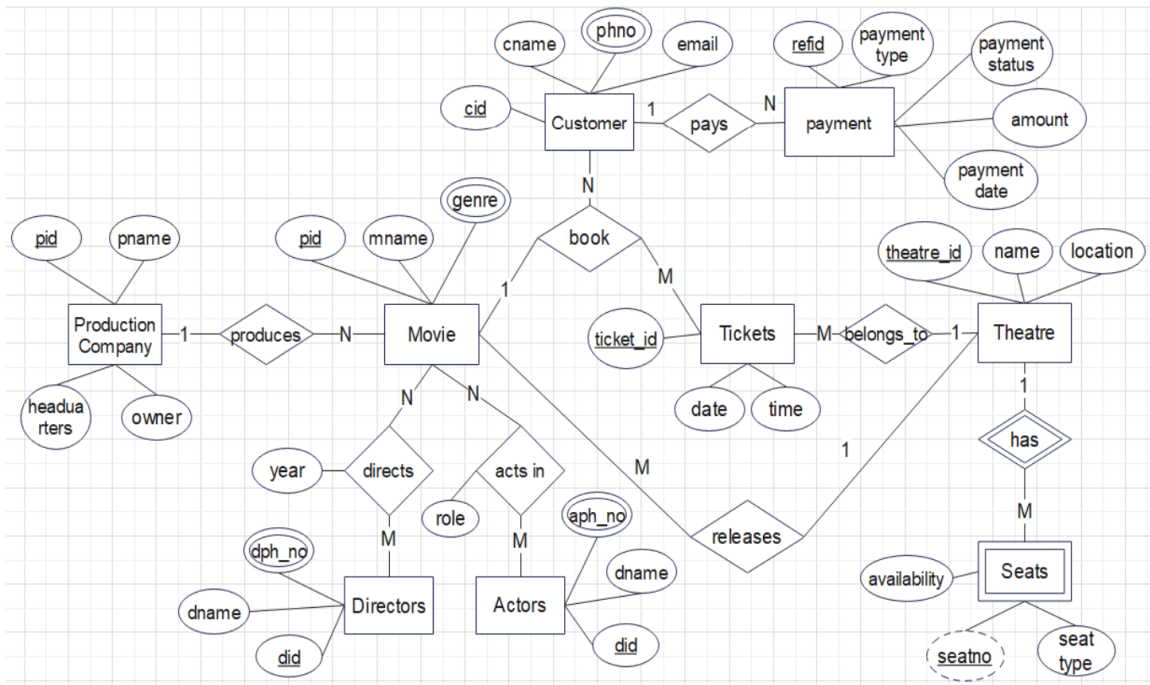 phno
cname
email
refid
payment
type
payment
status
cid
Customer
1
pays
N
payment
amount
payment
date
N
genre
pid
pname
pid
mname
book
theatre_id
name
location
1
M
Production
Company
1
produces
N
Movie
ticket_id
Tickets
M
belongs_to
1
Theatre
headua
rters
owner
N
N
date
time
1
has
year
directs
acts in
M
1
role
aph_no
M
M
M
releases
dph_no
dname
Directors
Actors
dname
availability
Seats
did
did
seatno
seat
type